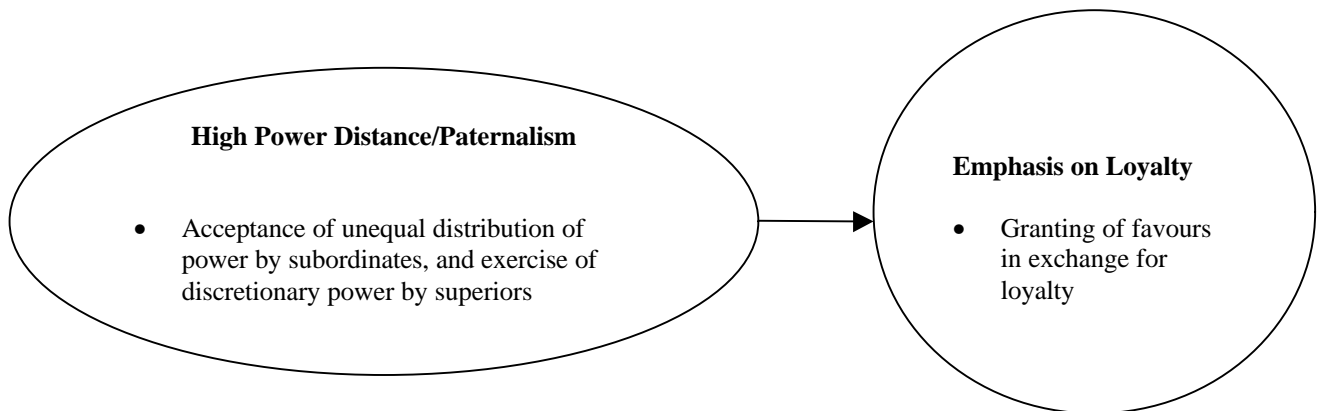 High Power Distance/Paternalism
• Acceptance of unequal distribution of
power by subordinates, and exercise of
discretionary power by superiors
Emphasis on Loyalty
• Granting of favours
in exchange for
loyalty